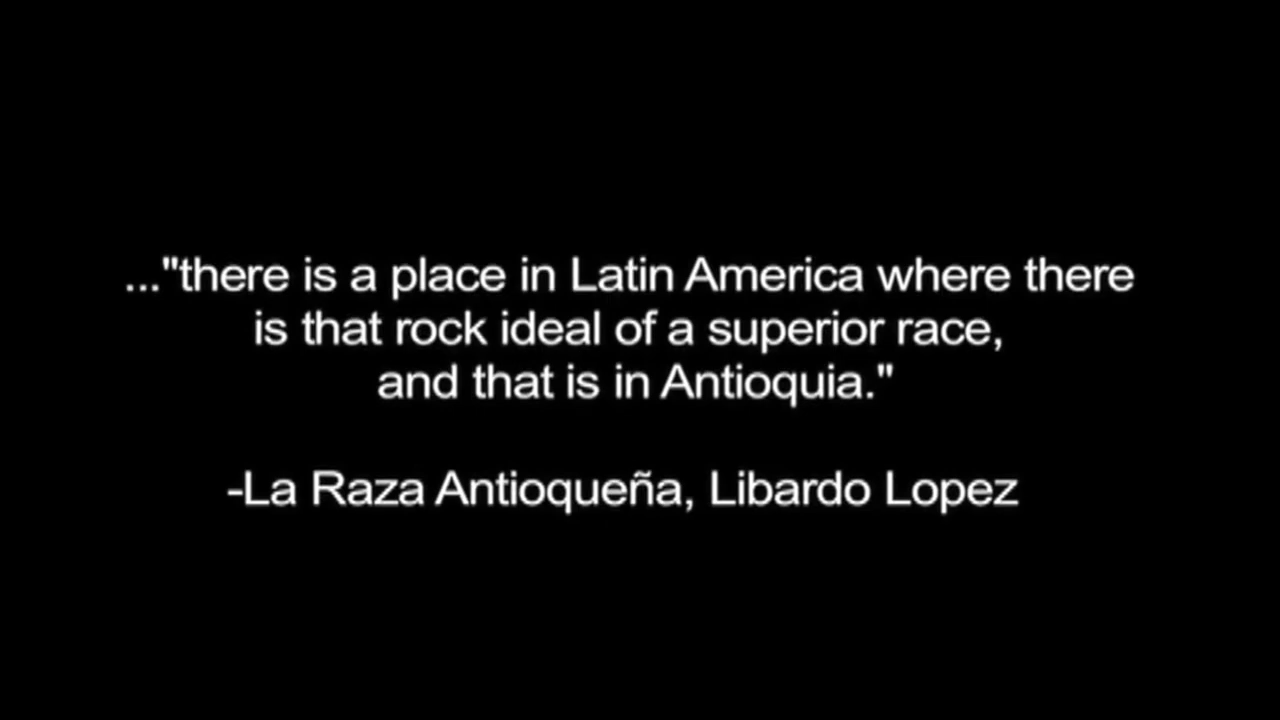 ..."there is a place in Latin America where there
is that rock ideal of a superior race,
and that is in Antioquia."
-La Raza Antioqueña, Libardo Lopez